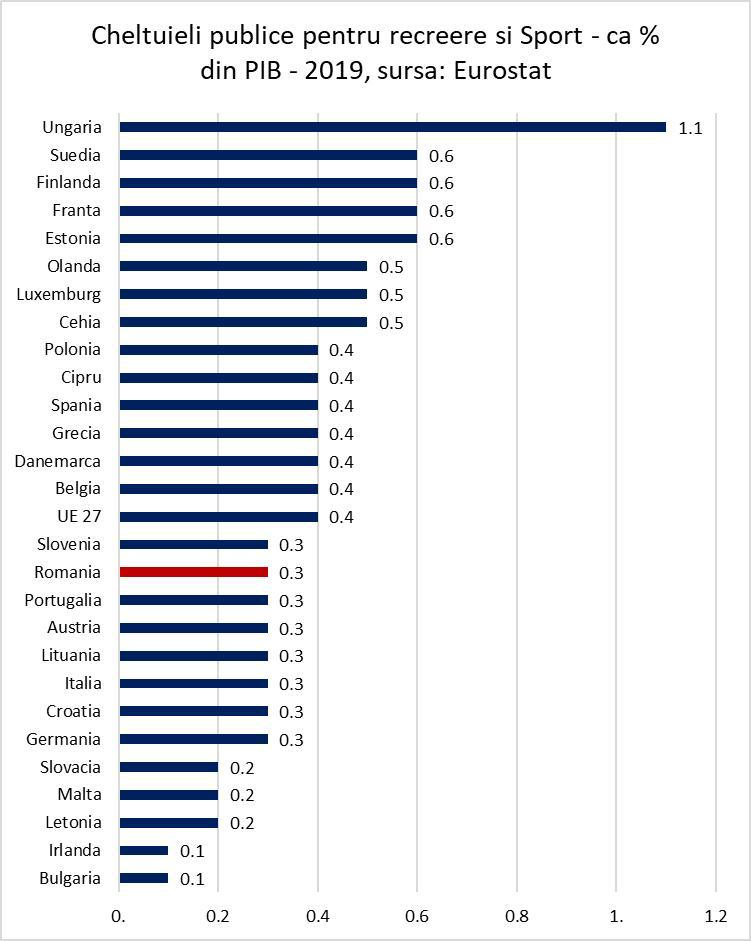 Cheltuieli publice pentru recreere si Sport - ca %
din PIB - 2019, sursa: Eurostat
Ungaria 1.1
Suedia 0.6
Finlanda 0.6
Franta 0.6
Estonia 0.6
Olanda 0.5
Luxemburg 0.5
Cehia 0.5
Polonia 0.4
Cipru 0.4
Spania 0.4
Grecia 0.4
Danemarca 0.4
Belgia 0.4
UE 27 0.4
Slovenia 0.3
Romania 0.3
Portugalia 0.3
Austria 0.3
Lituania 0.3
Italia 0.3
Croatia 0.3
Germania 0.3
Slovacia 0.2
Malta 0.2
Letonia 0.2
Irlanda 0.1
Bulgaria 0.1
0. 0.2 0.4 0.6 0.8 1. 1.2